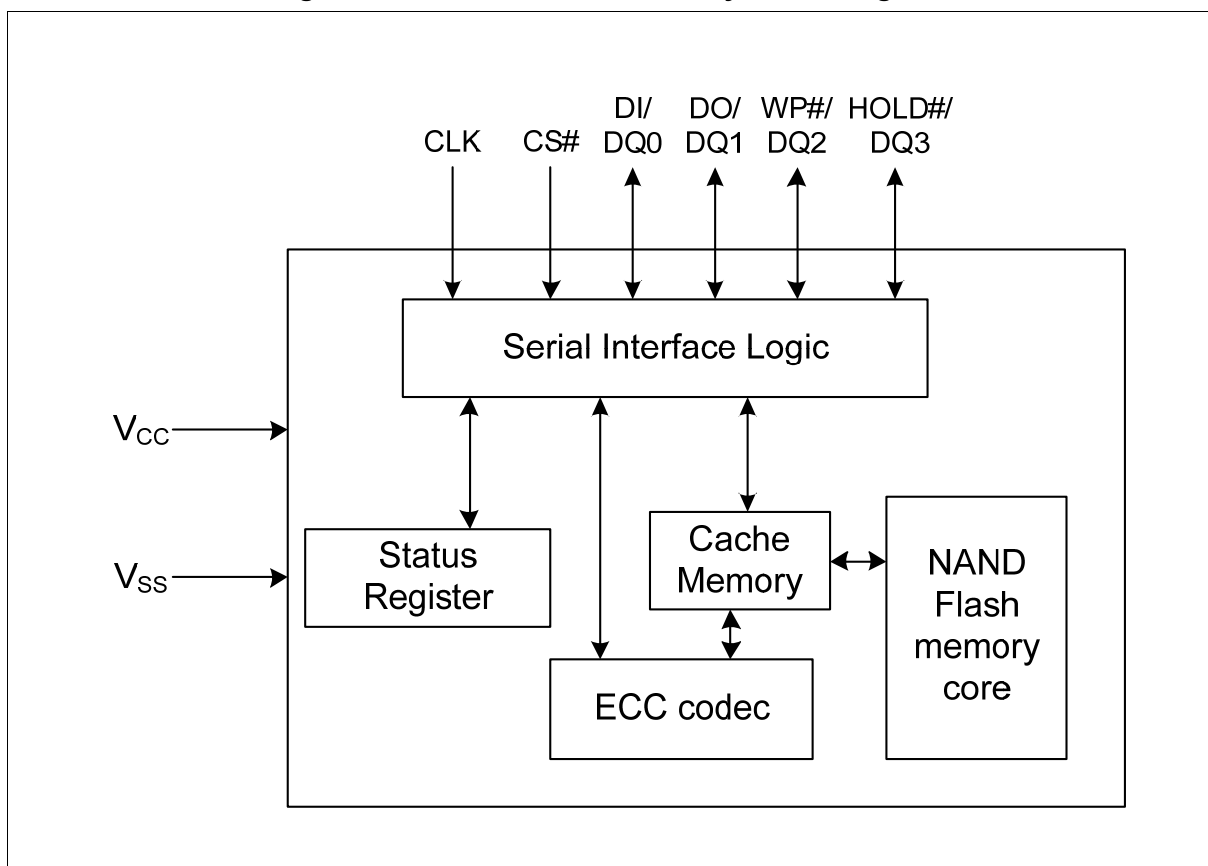 DI/ DO/ WP#/ HOLD#/
CLK CS# DQ0 DQ1 DQ2 DQ3
Serial Interface Logic
VCC
VSS
Status
Register
Cache
Memory
NAND
Flash
memory
core
ECC codec